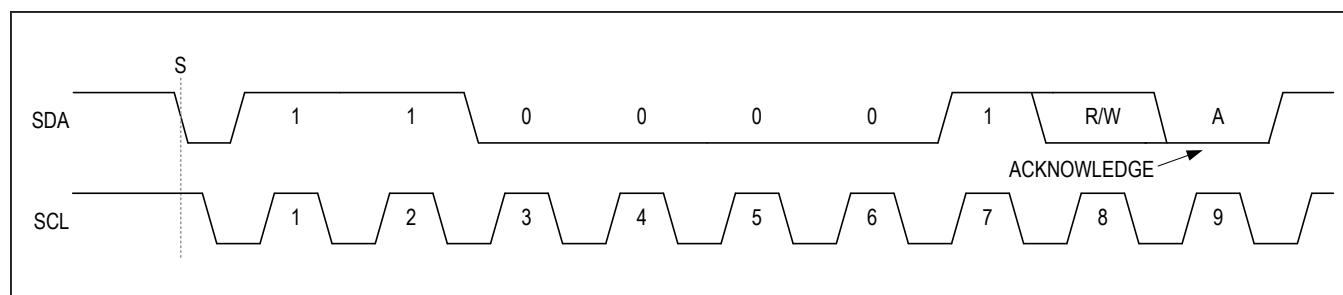 S
SDA 1 1 0 0 0 0 1 R/W A
ACKNOWLEDGE
SCL 1 2 3 4 5 6 7 8 9